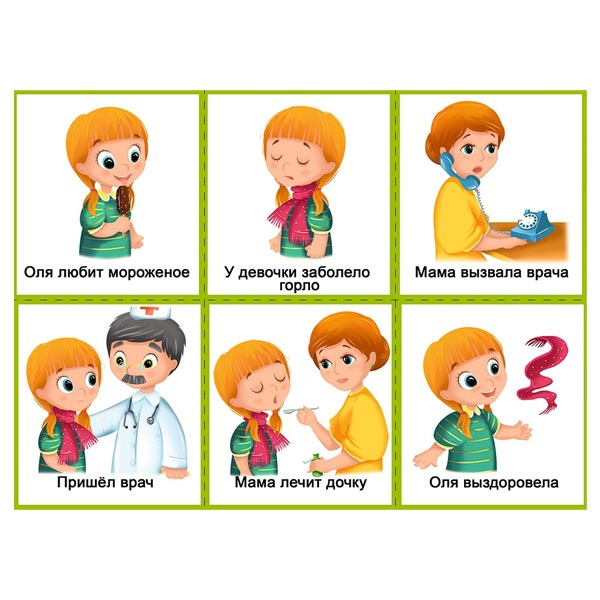 Оля любит мороженое
У девочки заболело
горло
Мама вызвала врача
Пришёл врач
Мама лечит дочку
Оля выздоровела